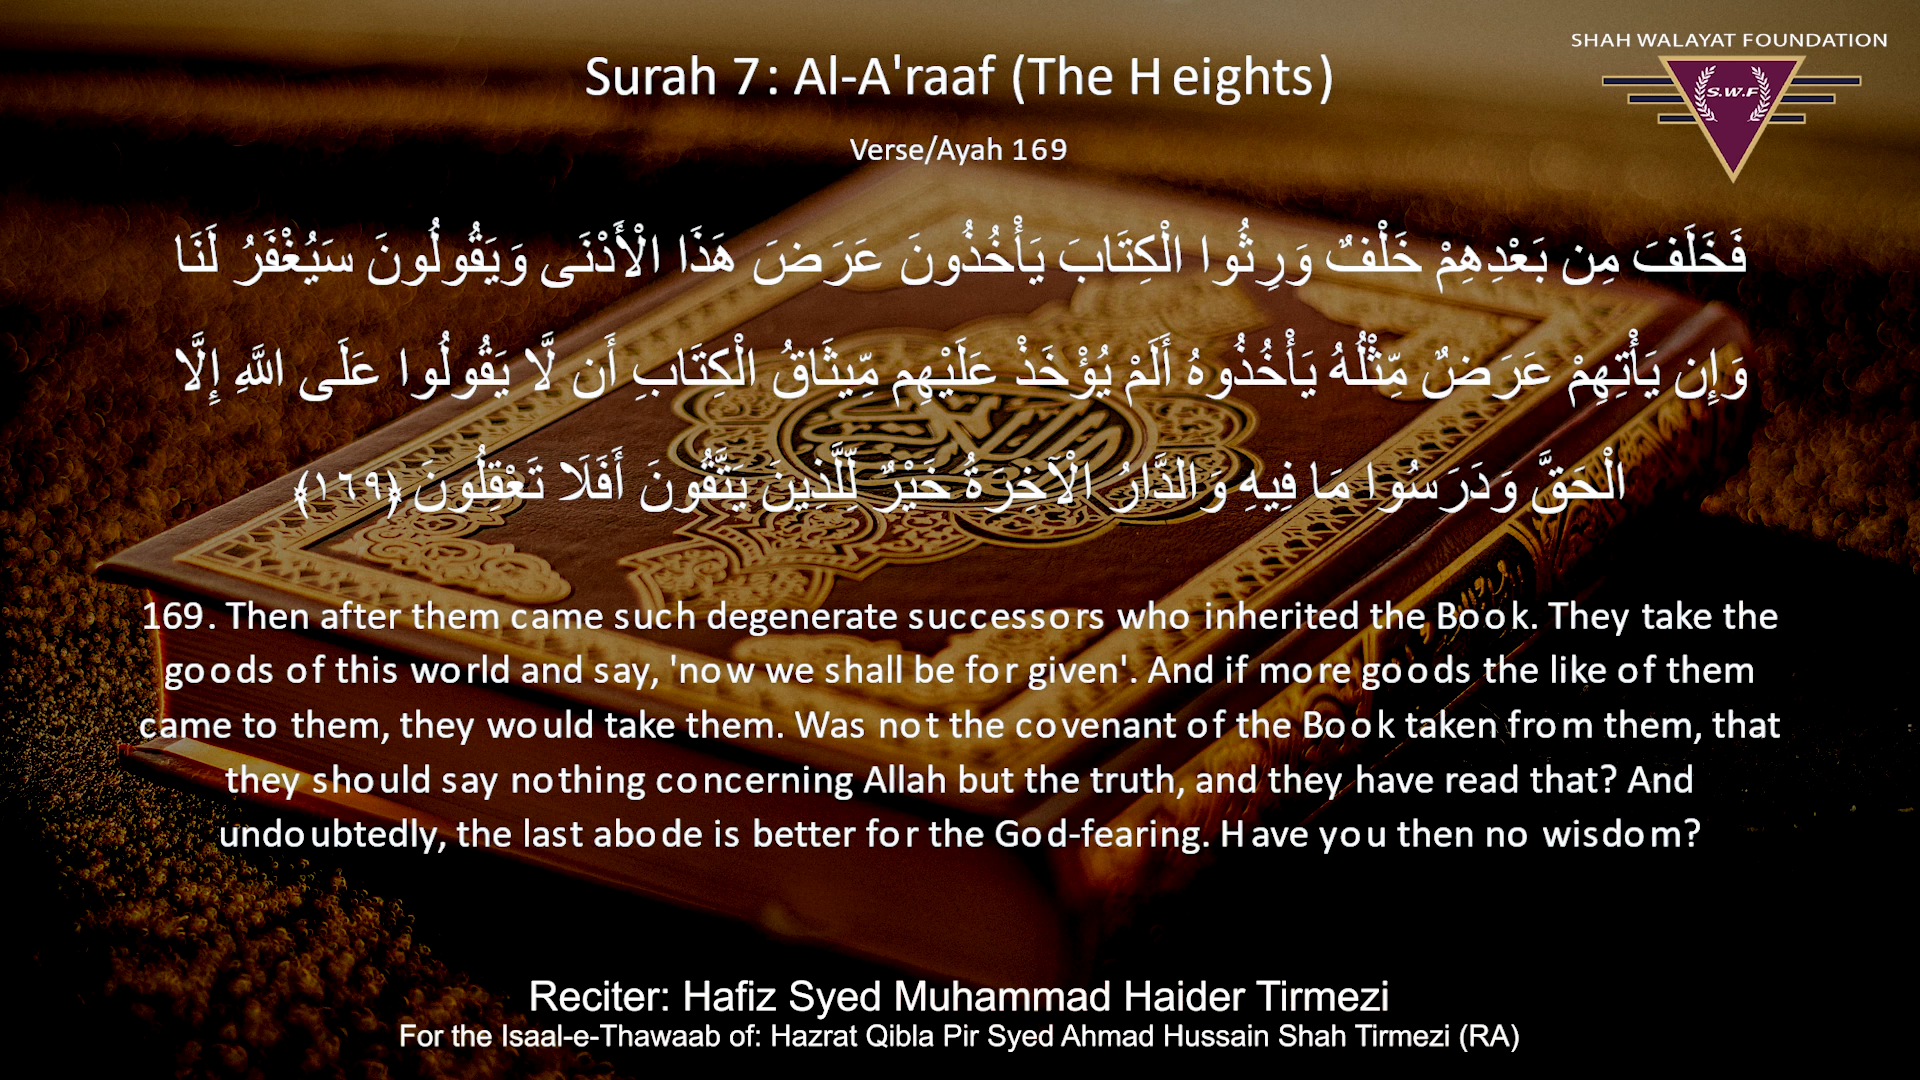 SHAH WALAYAT FOUNDATION
S.W.F
Surah 7: Al-A'raaf (The Heights)
Verse/Ayah 169
فَخَلَفَ مِن بَعْدِهِمْ خَلْفٌ وَرِثُوا الْكِتَابَ يَأْخُذُونَ عَرَضَ هَذَا الْأَدْنَى وَيَقُولُونَ سَيُغْفَرُ لَنَا
وَإِن يَأْتِهِمْ عَرَضٌ مِّثْلُهُ يَأْخُذُوهُ أَلَمْ يُؤْخَذْ عَلَيْهِم مِّيثَاقُ الْكِتَابِ أَن لَّا يَقُولُوا عَلَى اللَّهِ إِلَّا
الْحَقَّ وَدَرَسُوا مَا فِيهِ وَالدَّارُ الْآخِرَةُ خَيْرٌ لِّلَّذِينَ يَتَّقُونَ أَفَلَا تَعْقِلُونَ ﴿١٦٩﴾
169. Then after them came such degenerate successors who inherited the Book. They take the
goods of this world and say, 'now we shall be for given'. And if more goods the like of them
came to them, they would take them. Was not the covenant of the Book taken from them, that
they should say nothing concerning Allah but the truth, and they have read that? And
undoubtedly, the last abode is better for the God-fearing. Have you then no wisdom?
Reciter: Hafiz Syed Muhammad Haider Tirmezi
For the Isaal-e-Thawaab of: Hazrat Qibla Pir Syed Ahmad Hussain Shah Tirmezi (RA)